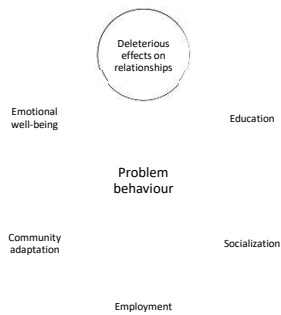 Deleterious
effects on
relationships
Emotional
well-being
Education
Problem
behaviour
Community
adaptation
Socialization
Employment